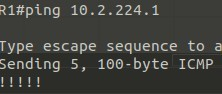 R1#ping 10.2.224.1
Type escape sequence to a
Sending 5, 100-byte ICMP
!!!!!